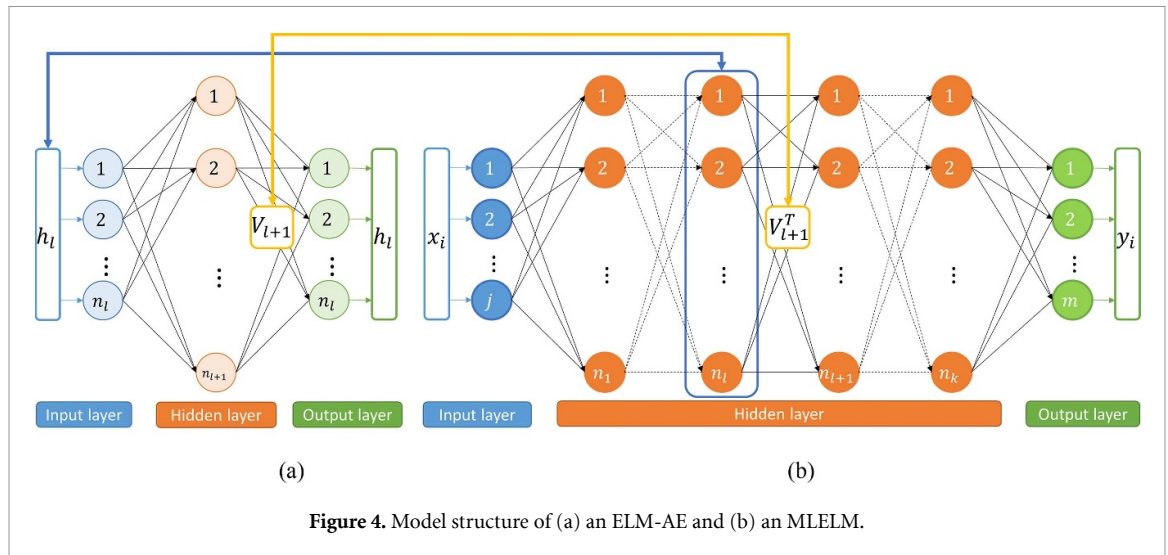 h_l
1
2
⋮
n_l
1
2
⋮
n_{l+1}
V_{l+1}
1
2
⋮
n_l
h_l
Input layer
Hidden layer
Output layer
(a)
x_i
1
2
⋮
j
1
2
⋮
n_1
1
2
⋮
n_l
V_{l+1}^T
1
2
⋮
n_{l+1}
1
2
⋮
n_k
1
2
⋮
m
y_i
Input layer
Hidden layer
Output layer
(b)
Figure 4. Model structure of (a) an ELM-AE and (b) an MLELM.